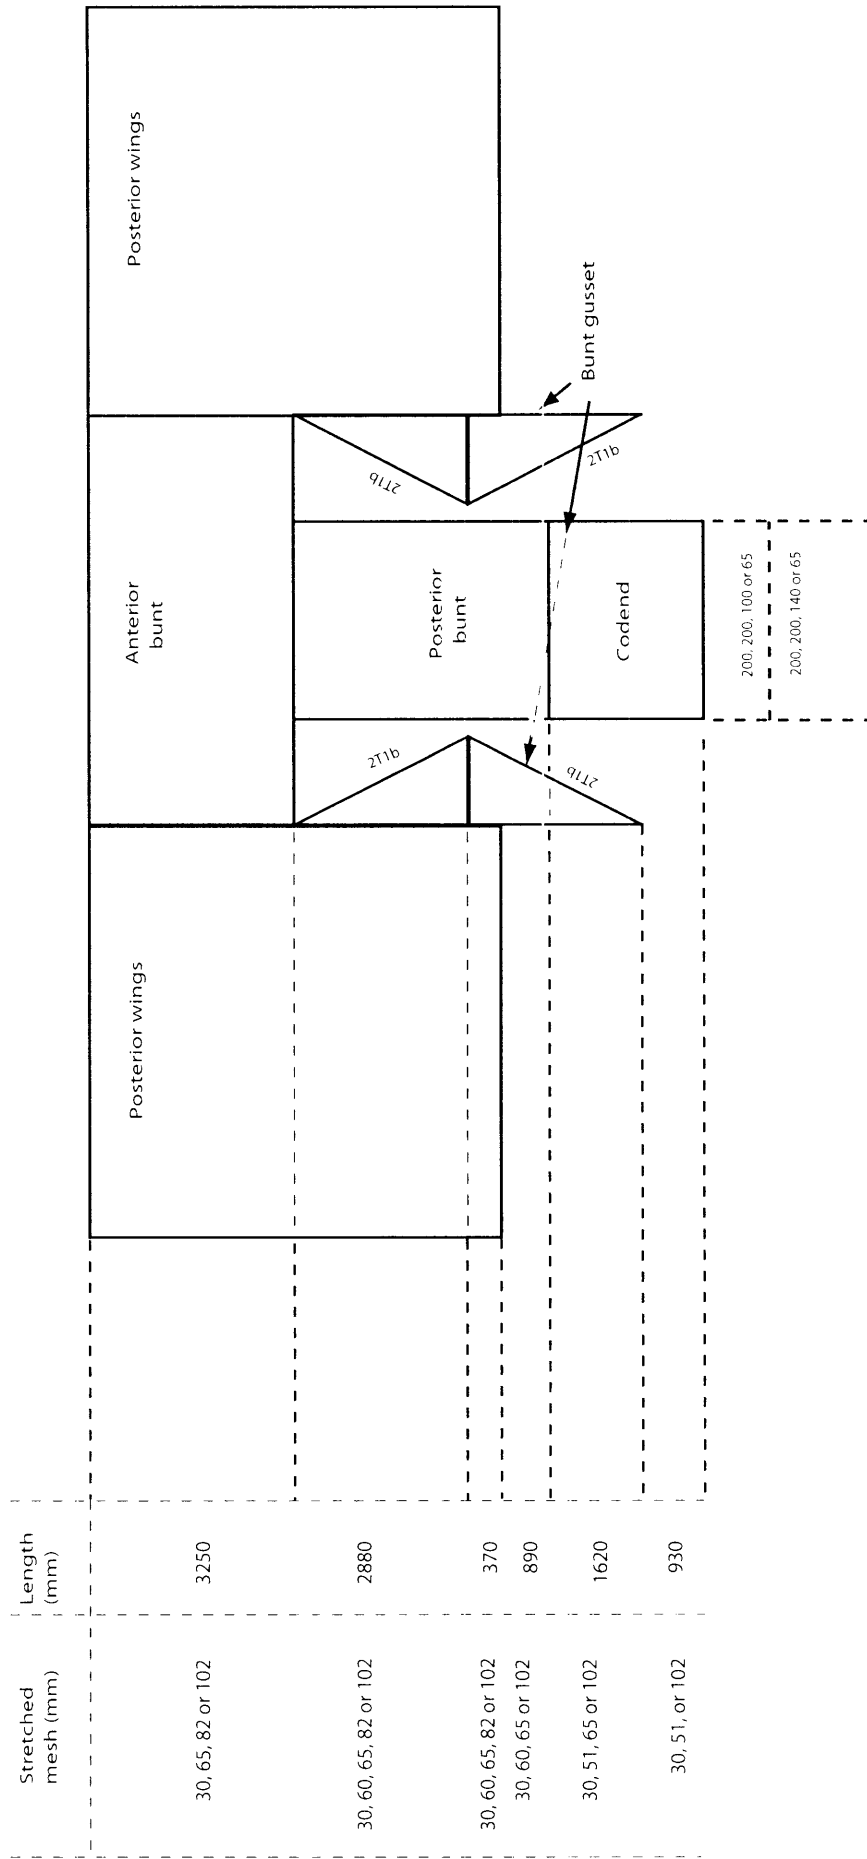 Stretched
mesh (mm)
Length
(mm)
30, 65, 82 or 102
3250
30, 60, 65, 82 or 102
2880
30, 60, 65, 82 or 102
370
30, 60, 65 or 102
890
30, 51, 65 or 102
1620
30, 51, or 102
930
Posterior wings
Anterior
bunt
Posterior wings
2T1b
2T1b
Posterior
bunt
Codend
2T1b
2T1b
Bunt gusset
200, 200, 100 or 65
200, 200, 140 or 65